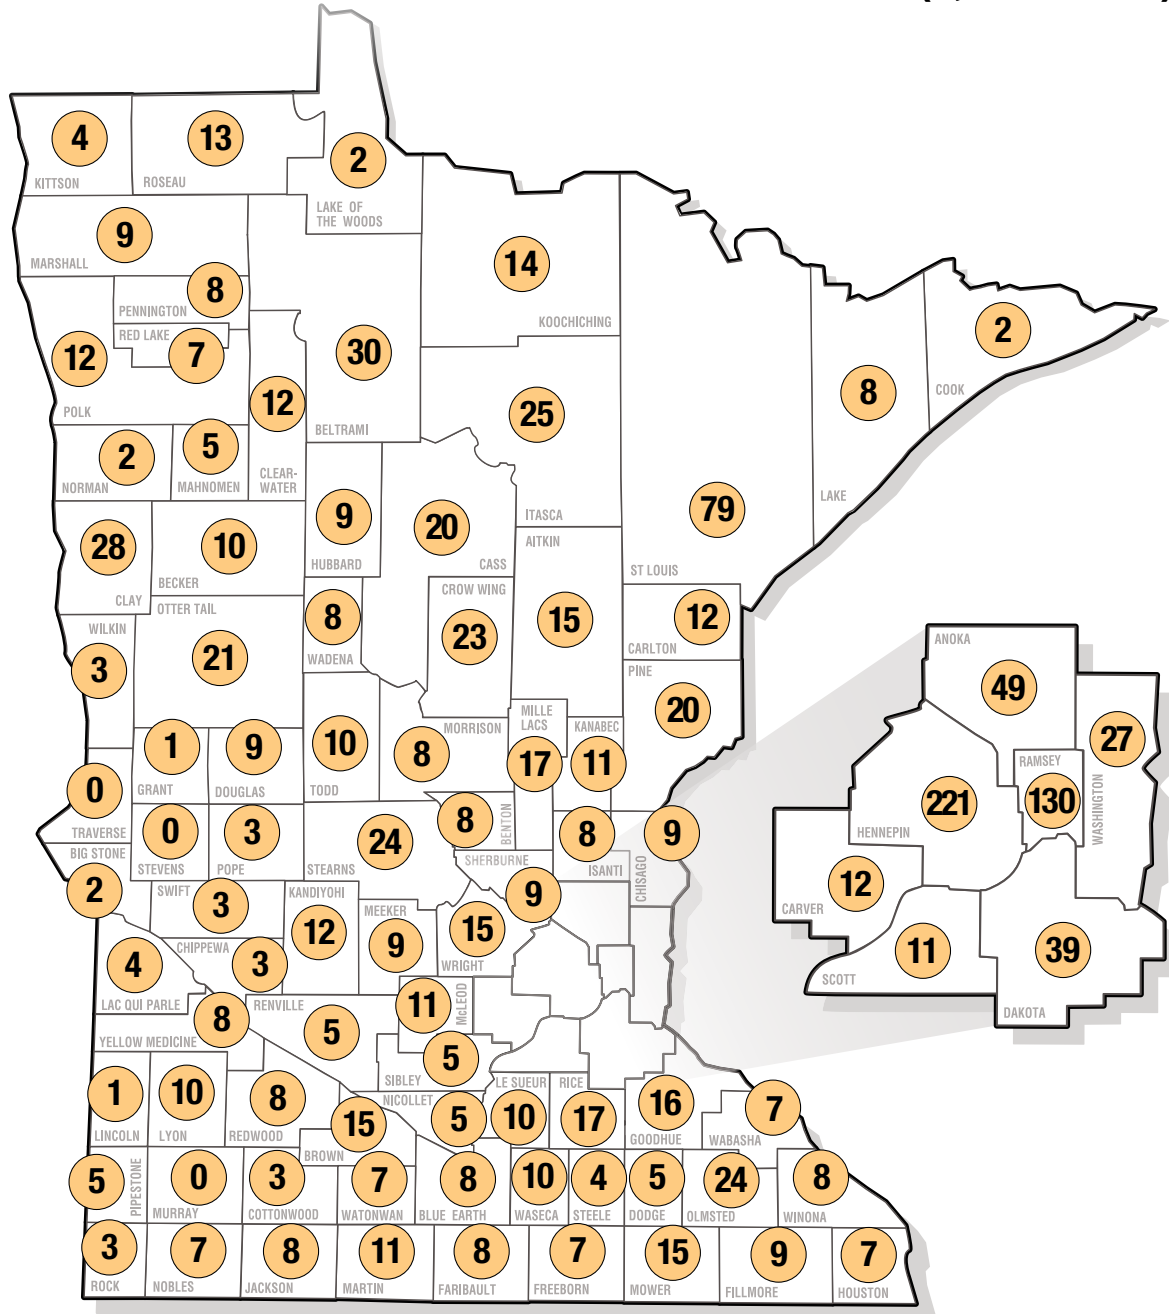 4
13
2
KITTSON
ROSEAU
LAKE OF
THE WOODS
9
14
MARSHALL
8
PENNINGTON
KOOCHICHING
RED LAKE
7
12
30
2
POLK
12
25
8
COOK
BELTRAMI
2
5
NORMAN
MAHNOMEN
CLEAR-
WATER
LAKE
9
20
79
ITASCA
28
10
AITKIN
HUBBARD
CASS
ST LOUIS
BECKER
CLAY
CROW WING
OTTER TAIL
8
15
12
WILKIN
23
CARLTON
ANOKA
21
WADENA
PINE
3
49
20
MILLE
LACS
KANABEC
MORRISON
27
1
9
10
8
17
11
RAMSEY
GRANT
DOUGLAS
TODD
0
221
130
WASHINGTON
TRAVERSE
0
3
24
8
BENTON
8
9
HENNEPIN
BIG STONE
STEVENS
POPE
STEARNS
SHERBURNE
ISANTI
CHISAGO
2
SWIFT
3
KANDIYOHI
9
12
MEEKER
CARVER
12
9
15
CHIPPEWA
11
39
4
3
WRIGHT
SCOTT
LAC QUI PARLE
RENVILLE
11
McLEOD
DAKOTA
8
5
YELLOW MEDICINE
5
SIBLEY
LE SUEUR
RICE
1
10
8
NICOLLET
5
10
17
16
7
15
LINCOLN
LYON
REDWOOD
GOODHUE
WABASHA
BROWN
5
PIPESTONE
0
3
7
8
10
4
5
24
8
MURRAY
COTTONWOOD
WATONWAN
BLUE EARTH
WASECA
STEELE
DODGE
OLMSTED
WINONA
3
7
8
11
8
7
15
9
7
ROCK
NOBLES
JACKSON
MARTIN
FARIBAULT
FREEBORN
MOWER
FILLMORE
HOUSTON